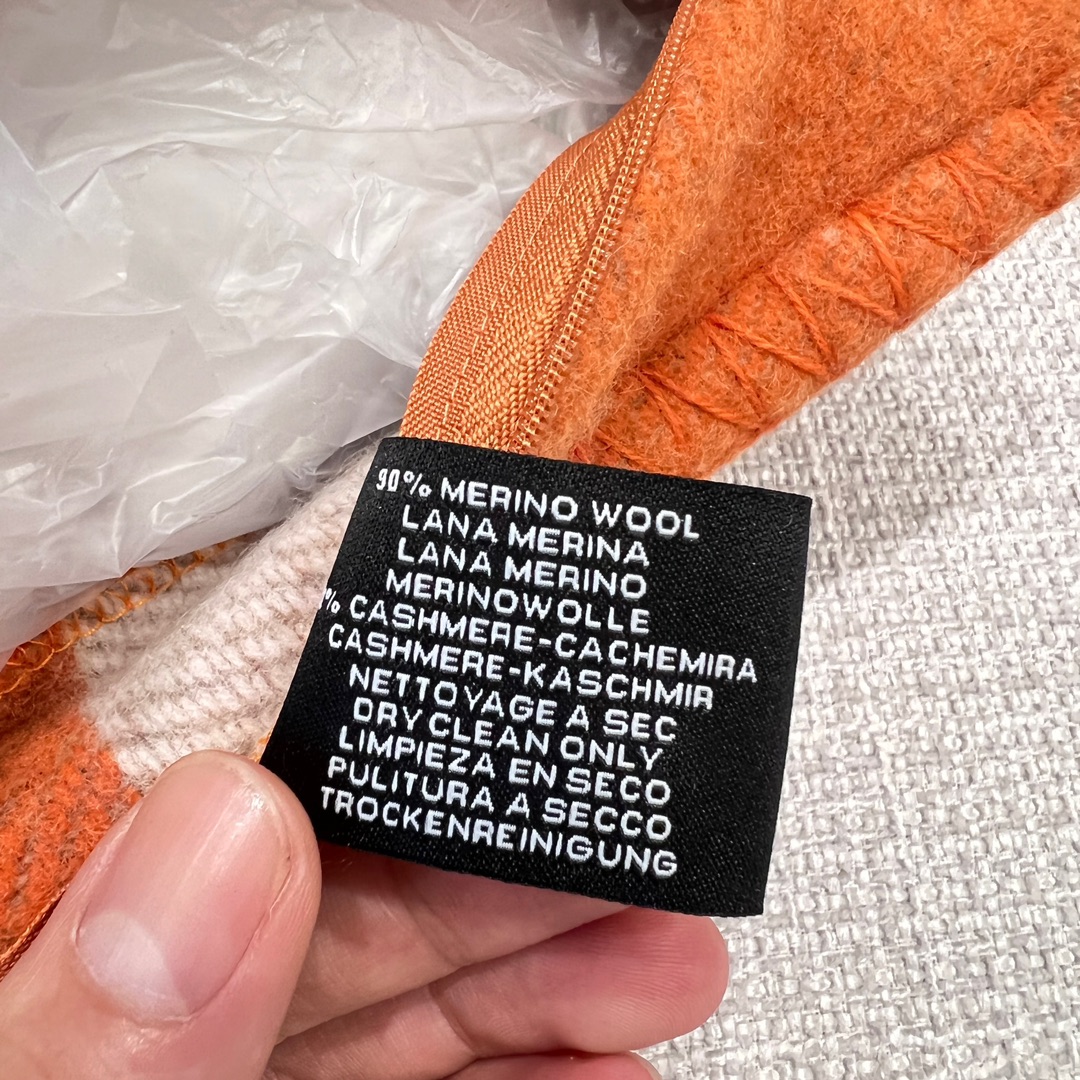 90% MERINO WOOL
LANA MERINA
LANA MERINO
MERINOWOLLE
% CASHMERE-CACHEMIRA
CASHMERE-KASCHMIR
NETTOYAGE A SEC
DRY CLEAN ONLY
LIMPIEZA EN SECO
PULITURA A SECCO
TROCKENREINIGUNG